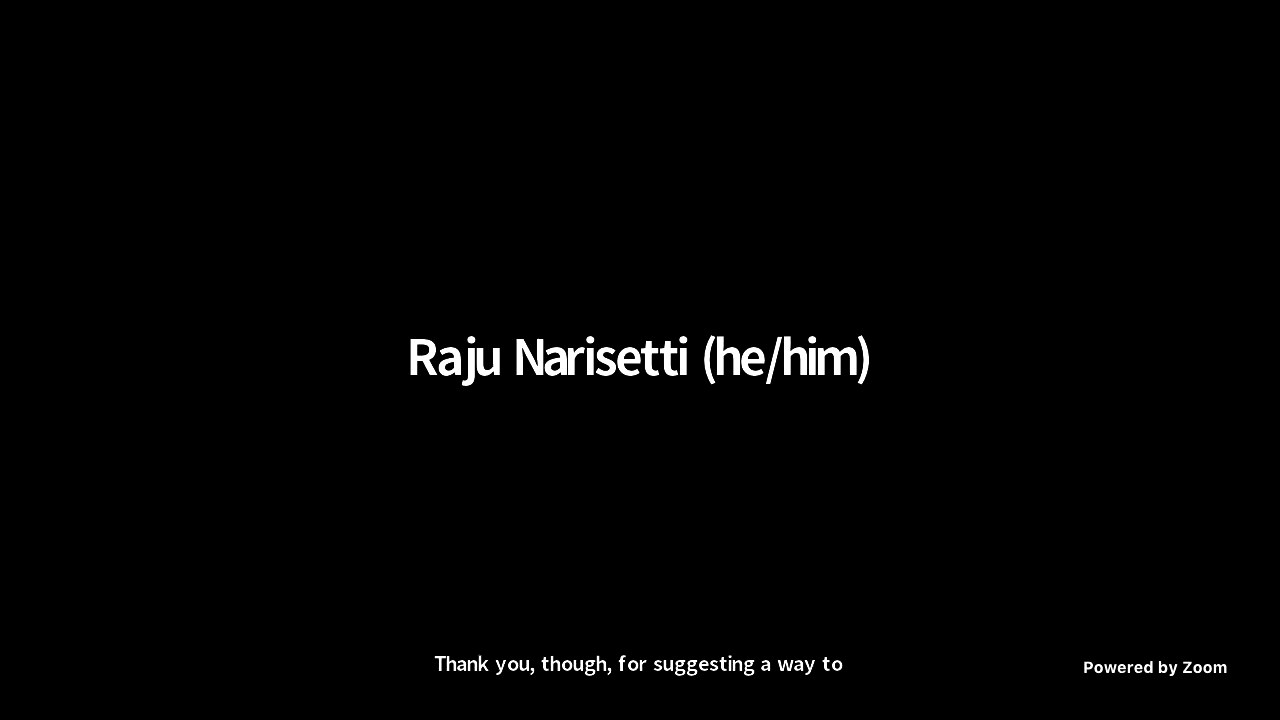 Raju Narisetti (he/him)
Thank you, though, for suggesting a way to
Powered by Zoom